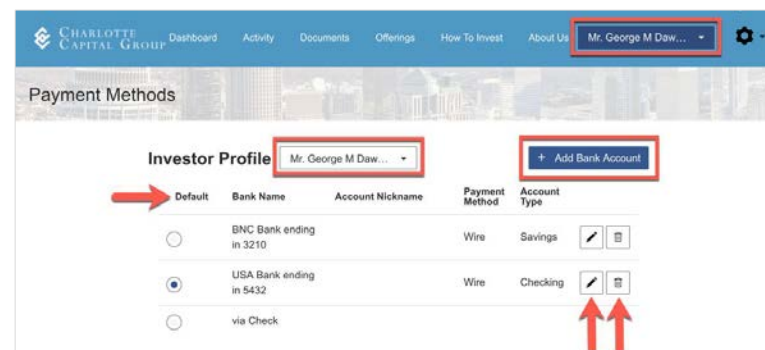 CHARLOTTE
CAPITAL GROUP
Dashboard Activity Documents Offerings How To Invest About Us Mr. George M Daw...
Payment Methods
Investor Profile Mr. George M Daw... + Add Bank Account
Default Bank Name Account Nickname Payment Method Account Type
BNC Bank ending
in 3210 Wire Savings
USA Bank ending
in 5432 Wire Checking
via Check